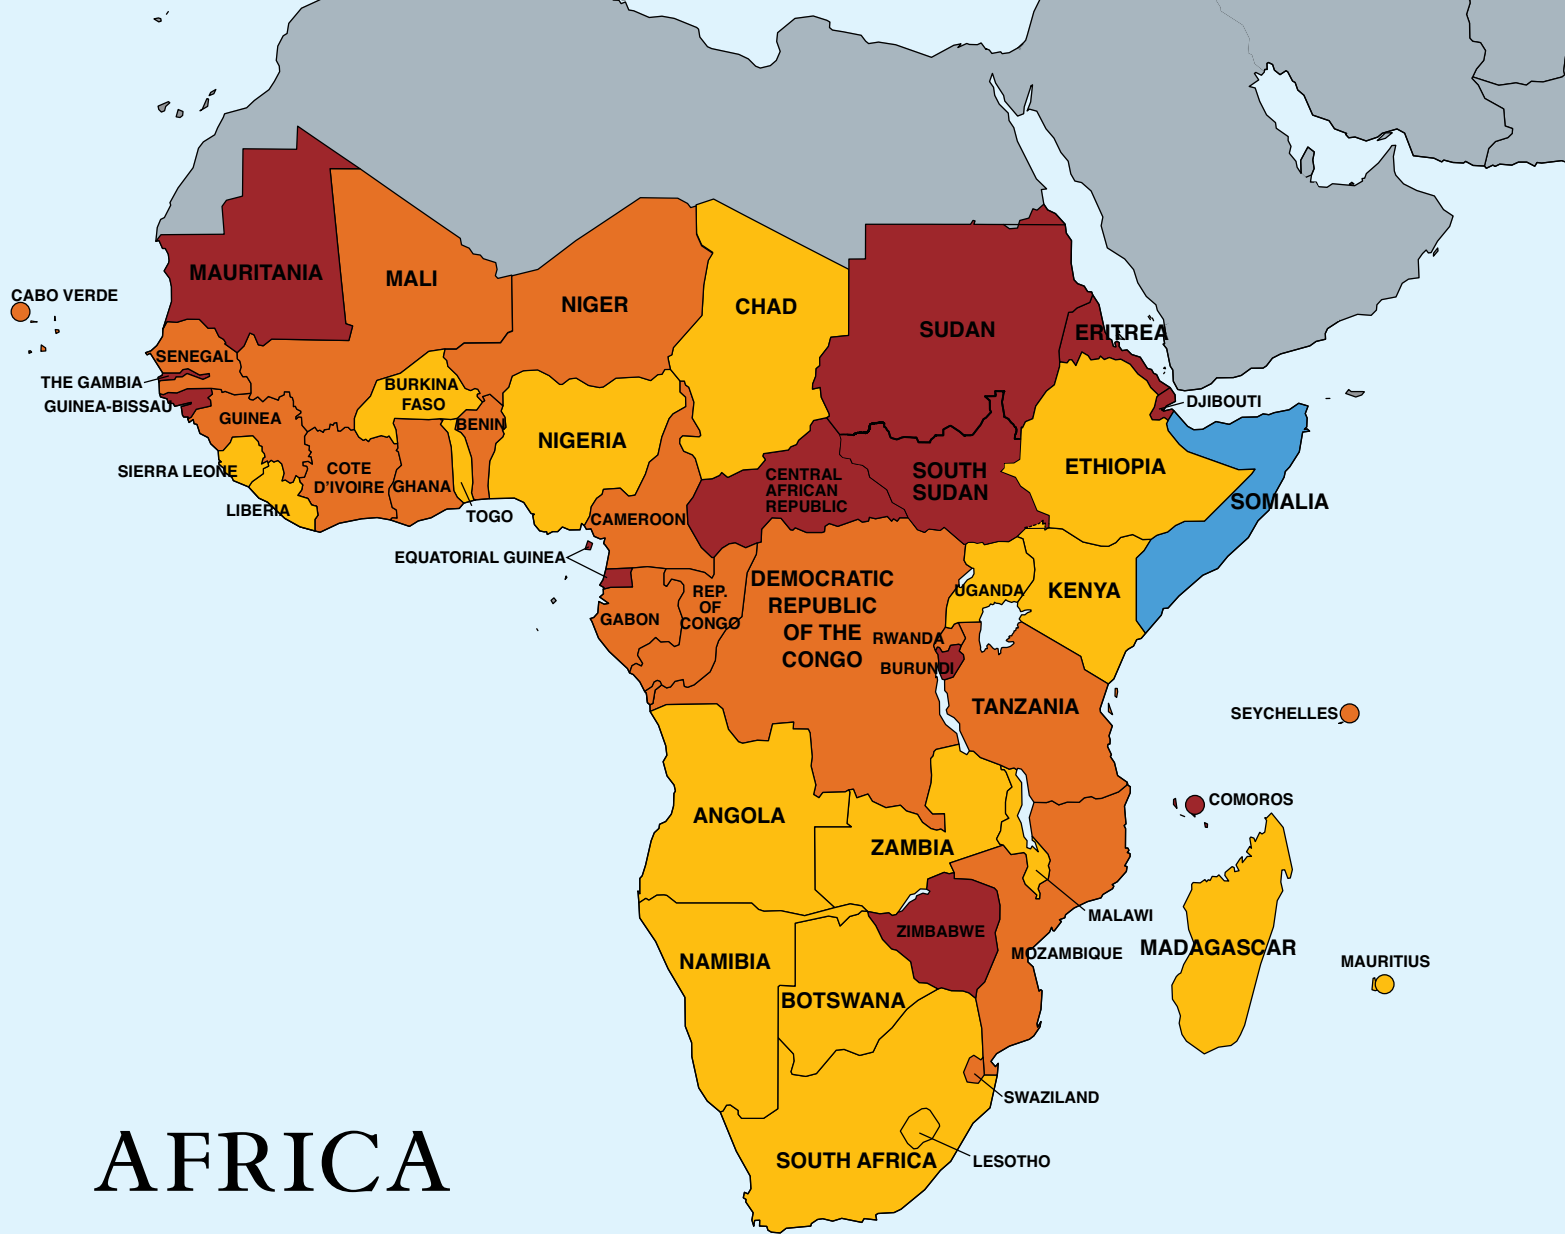 MAURITANIA
MALI
NIGER
CHAD
SUDAN
ERITREA
CABO VERDE
SENEGAL
THE GAMBIA
GUINEA-BISSAU
GUINEA
BURKINA
FASO
BENIN
NIGERIA
DJIBOUTI
SIERRA LEONE
COTE
D'IVOIRE
GHANA
LIBERIA
TOGO
CAMEROON
CENTRAL
AFRICAN
REPUBLIC
SOUTH
SUDAN
ETHIOPIA
SOMALIA
EQUATORIAL GUINEA
GABON
REP.
OF
CONGO
DEMOCRATIC
REPUBLIC
OF THE
CONGO
UGANDA
KENYA
RWANDA
BURUNDI
TANZANIA
SEYCHELLES
COMOROS
ANGOLA
ZAMBIA
MALAWI
ZIMBABWE
MOZAMBIQUE
MADAGASCAR
MAURITIUS
NAMIBIA
BOTSWANA
SWAZILAND
SOUTH AFRICA
LESOTHO
AFRICA